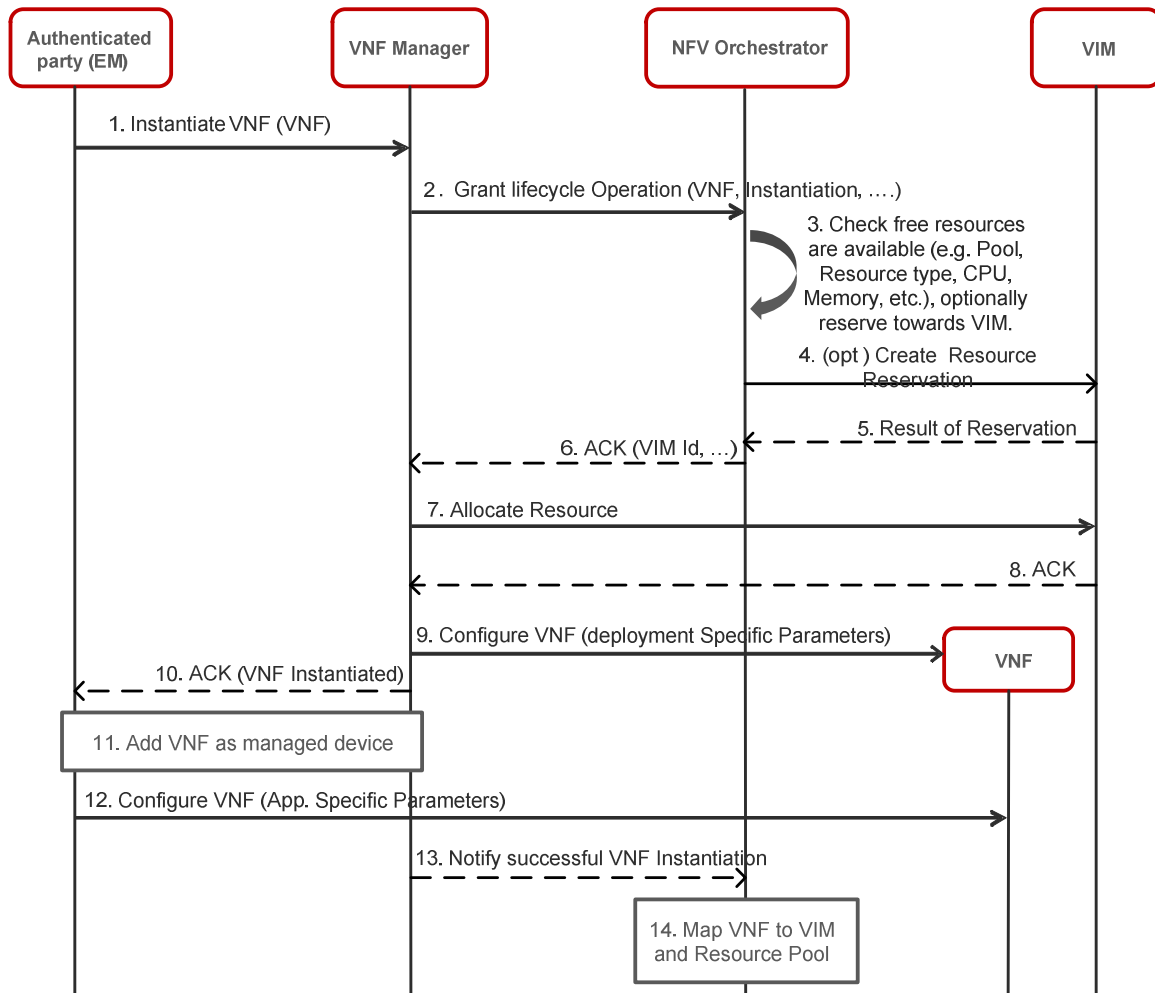 Authenticated
party (EM)
VNF Manager
NFV Orchestrator
VIM
1. Instantiate VNF (VNF)
2. Grant lifecycle Operation (VNF, Instantiation, ….)
3. Check free resources
are available (e.g. Pool,
Resource type, CPU,
Memory, etc.), optionally
reserve towards VIM.
4. (opt ) Create Resource
Reservation
5. Result of Reservation
6. ACK (VIM Id, …)
7. Allocate Resource
8. ACK
9. Configure VNF (deployment Specific Parameters)
VNF
10. ACK (VNF Instantiated)
11. Add VNF as managed device
12. Configure VNF (App. Specific Parameters)
13. Notify successful VNF Instantiation
14. Map VNF to VIM
and Resource Pool